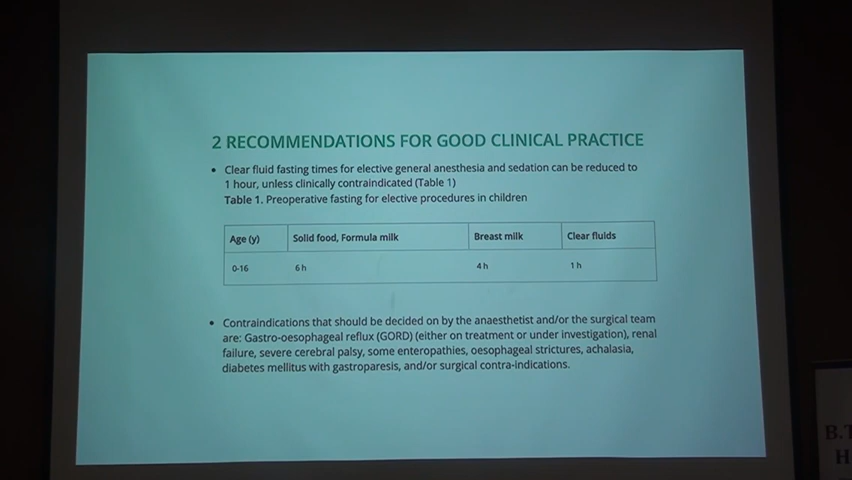 2 RECOMMENDATIONS FOR GOOD CLINICAL PRACTICE
• Clear fluid fasting times for elective general anesthesia and sedation can be reduced to
1 hour, unless clinically contraindicated (Table 1)
Table 1. Preoperative fasting for elective procedures in children
Age (y) Solid food, Formula milk Breast milk Clear fluids
0-16 6 h 4 h 1 h
• Contraindications that should be decided on by the anaesthetist and/or the surgical team
are: Gastro-oesophageal reflux (GORD) (either on treatment or under investigation), renal
failure, severe cerebral palsy, some enteropathies, oesophageal strictures, achalasia,
diabetes mellitus with gastroparesis, and/or surgical contra-indications.